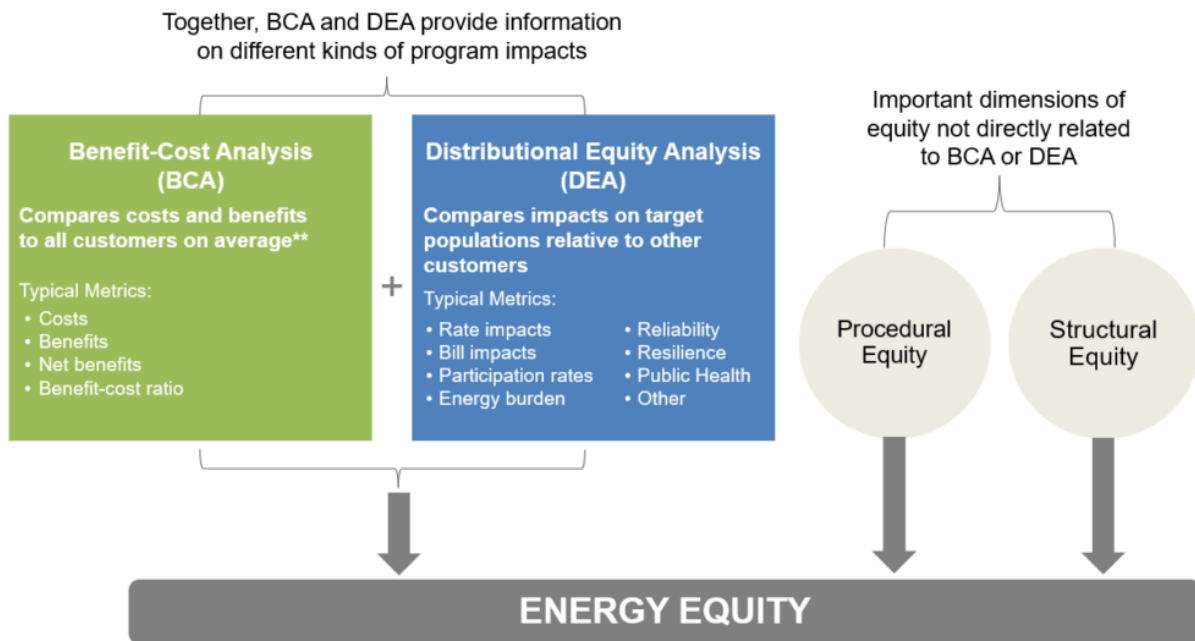 Together, BCA and DEA provide information
on different kinds of program impacts
Benefit-Cost Analysis
(BCA)
Compares costs and benefits
to all customers on average**
Typical Metrics:
• Costs
• Benefits
• Net benefits
• Benefit-cost ratio
+
Distributional Equity Analysis
(DEA)
Compares impacts on target
populations relative to other
customers
Typical Metrics:
• Rate impacts
• Bill impacts
• Participation rates
• Energy burden
• Reliability
• Resilience
• Public Health
• Other
Important dimensions of
equity not directly related
to BCA or DEA
Procedural
Equity
Structural
Equity
ENERGY EQUITY